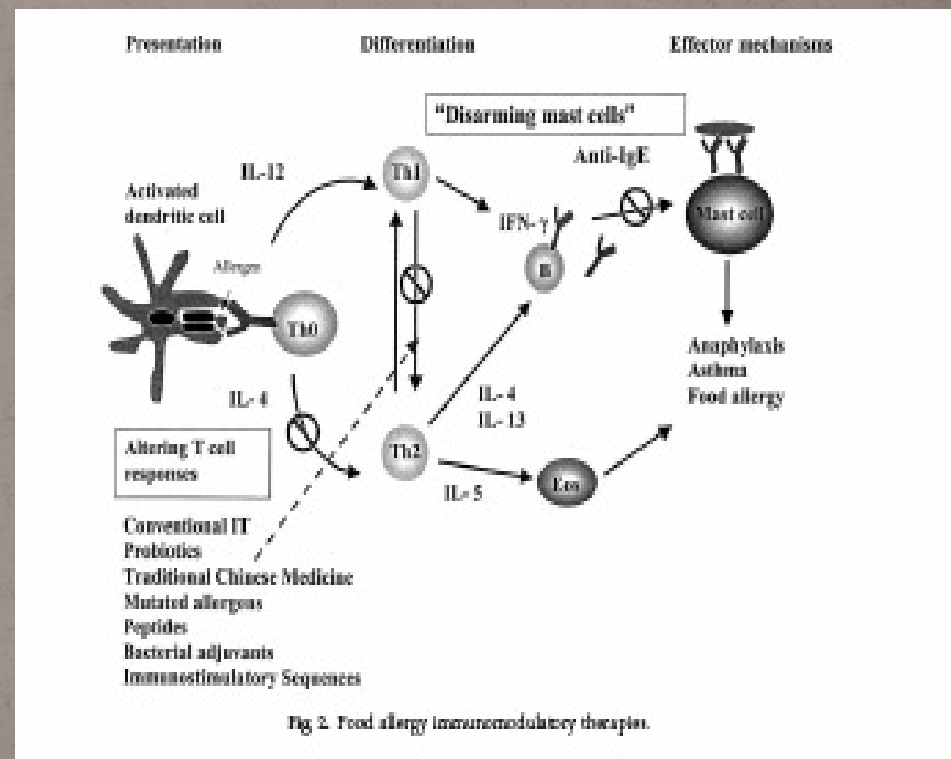 Presentation
Differentiation
Effector mechanisms
"Disarming mast cells"
Anti-IgE
IL-12
Th1
Activated
dendritic cell
IFN-γ
Mast cell
Allergen
B
Th0
Anaphylaxis
Asthma
Food allergy
IL-4
IL-4
IL-13
Altering T cell
responses
Th2
IL-5
Eos
Conventional IT
Probiotics
Traditional Chinese Medicine
Mutated allergens
Peptides
Bacterial adjuvants
Immunostimulatory Sequences
Fig. 2. Food allergy immunomodulatory therapies.